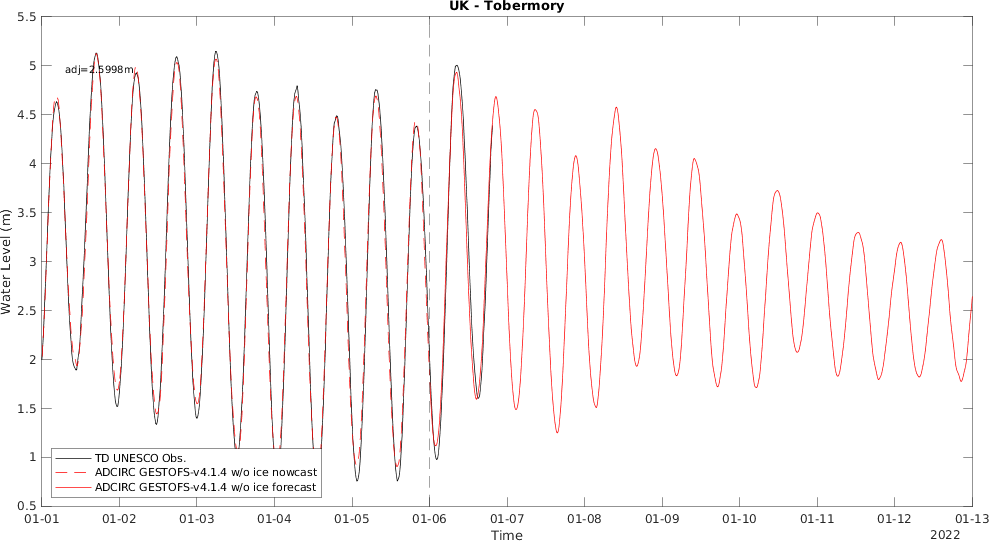 UK - Tobermory
5.5
5
4.5
4
3.5
3
2.5
2
1.5
1
0.5
Water Level (m)
adj=2.5998m
TD UNESCO Obs.
ADCIRC GESTOFS-v4.1.4 w/o ice nowcast
ADCIRC GESTOFS-v4.1.4 w/o ice forecast
01-01 01-02 01-03 01-04 01-05 01-06 01-07 01-08 01-09 01-10 01-11 01-12 01-13
Time
2022